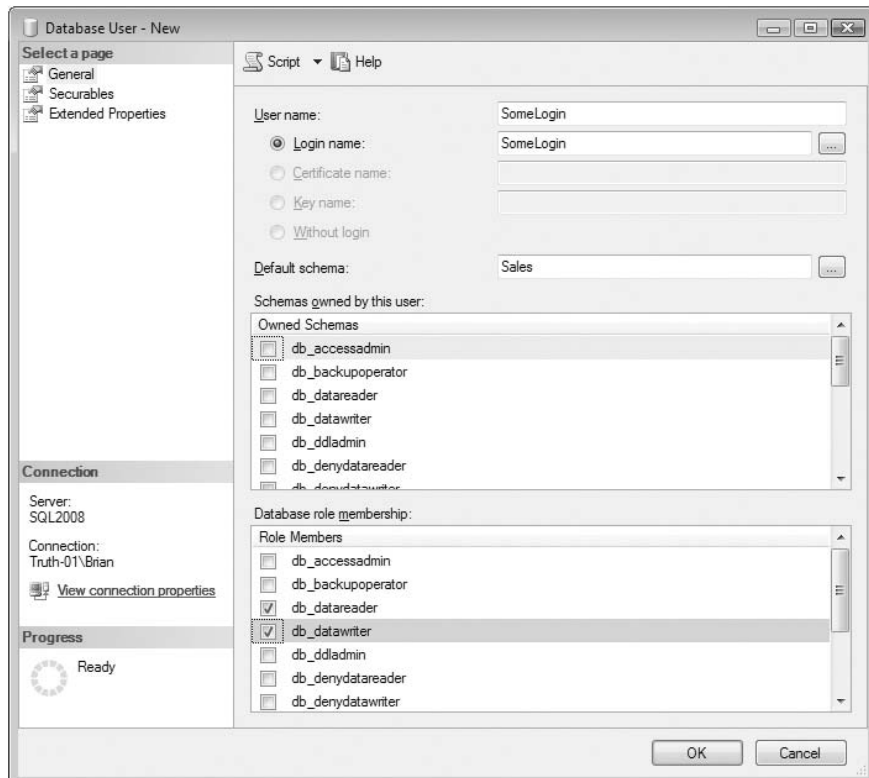 Database User - New
Select a page
General
Securables
Extended Properties
Script
Help
User name:
SomeLogin
Login name:
SomeLogin
...
Certificate name:
Key name:
Without login
Default schema:
Sales
...
Schemas owned by this user:
Owned Schemas
db_accessadmin
db_backupoperator
db_datareader
db_datawriter
db_ddladmin
db_denydatareader
db_denydatawriter
Database role membership:
Role Members
db_accessadmin
db_backupoperator
db_datareader
db_datawriter
db_ddladmin
db_denydatareader
db_denydatawriter
Connection
Server:
SQL2008
Connection:
Truth-01\Brian
View connection properties
Progress
Ready
OK
Cancel